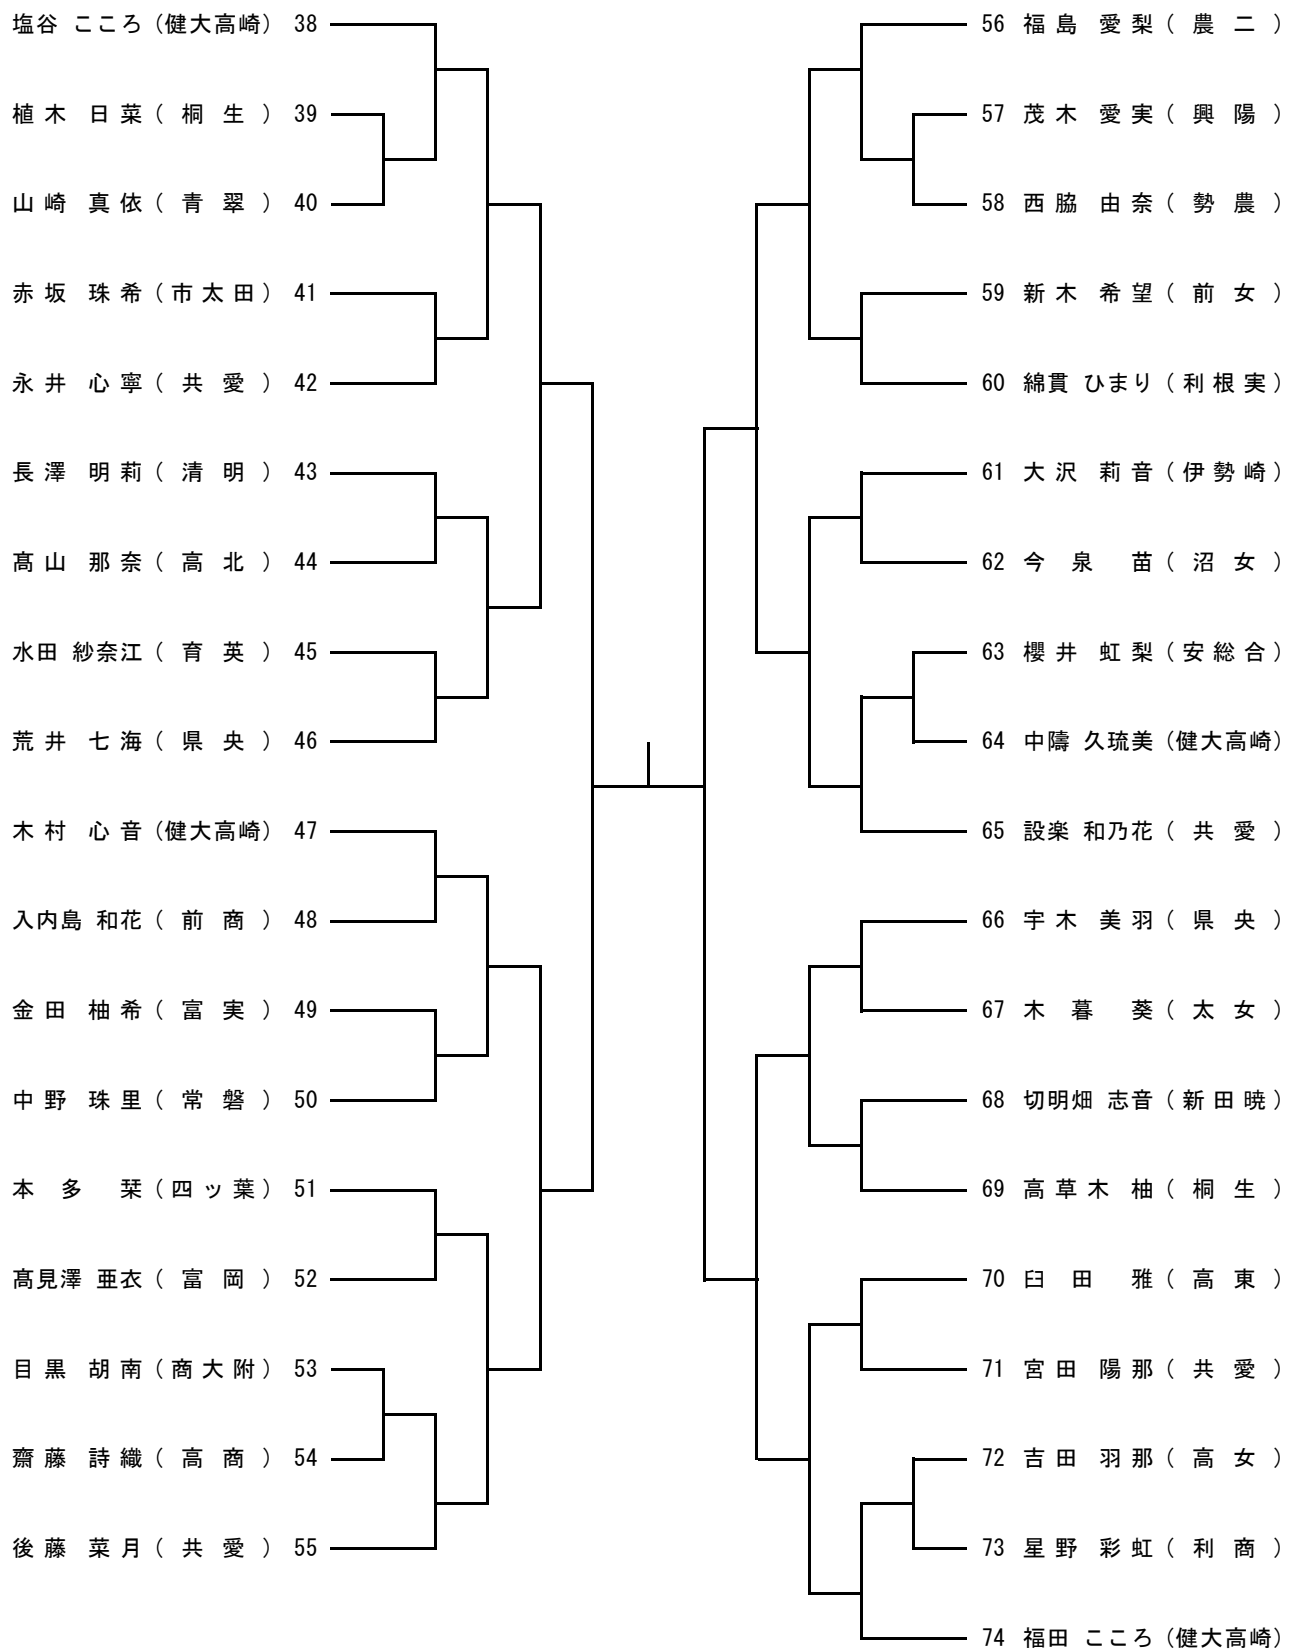 塩谷 こころ (健大高崎) 38
植木 日菜 (桐生) 39
山崎 真依 (青翠) 40
赤坂 珠希 (市太田) 41
永井 心寧 (共愛) 42
長澤 明莉 (清明) 43
髙山 那奈 (高北) 44
水田 紗奈江 (育英) 45
荒井 七海 (県央) 46
木村 心音 (健大高崎) 47
入内島 和花 (前商) 48
金田 柚希 (富実) 49
中野 珠里 (常磐) 50
本多 栞 (四ッ葉) 51
髙見澤 亜衣 (富岡) 52
目黒 胡南 (商大附) 53
齋藤 詩織 (高商) 54
後藤 菜月 (共愛) 55
56 福島 愛梨 (農二)
57 茂木 愛実 (興陽)
58 西脇 由奈 (勢農)
59 新木 希望 (前女)
60 綿貫 ひまり (利根実)
61 大沢 莉音 (伊勢崎)
62 今泉 苗 (沼女)
63 櫻井 虹梨 (安総合)
64 中隯 久琉美 (健大高崎)
65 設楽 和乃花 (共愛)
66 宇木 美羽 (県央)
67 木暮 葵 (太女)
68 切明畑 志音 (新田暁)
69 高草木 柚 (桐生)
70 臼田 雅 (高東)
71 宮田 陽那 (共愛)
72 吉田 羽那 (高女)
73 星野 彩虹 (利商)
74 福田 こころ (健大高崎)